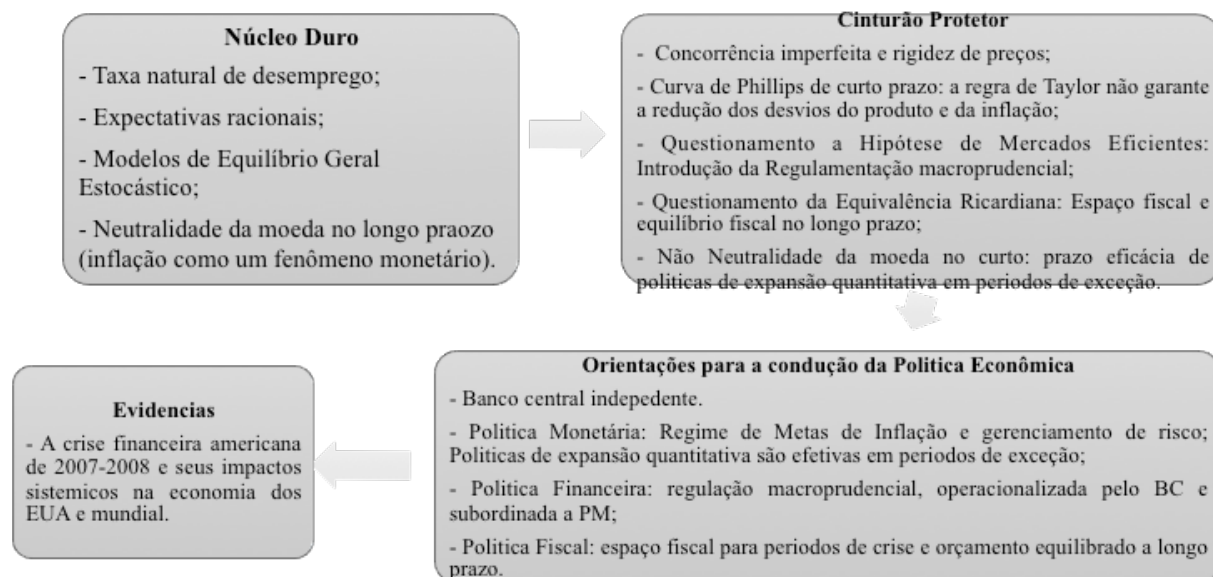 Núcleo Duro
- Taxa natural de desemprego;
- Expectativas racionais;
- Modelos de Equilíbrio Geral
Estocástico;
- Neutralidade da moeda no longo praozo
(inflação como um fenômeno monetário).
Cinturão Protetor
- Concorrência imperfeita e rigidez de preços;
- Curva de Phillips de curto prazo: a regra de Taylor não garante
a redução dos desvios do produto e da inflação;
- Questionamento a Hipótese de Mercados Eficientes:
Introdução da Regulamentação macroprudencial;
- Questionamento da Equivalência Ricardiana: Espaço fiscal e
equilíbrio fiscal no longo prazo;
- Não Neutralidade da moeda no curto: prazo eficácia de
politicas de expansão quantitativa em periodos de exceção.
Orientações para a condução da Politica Econômica
- Banco central indepedente.
- Politica Monetária: Regime de Metas de Inflação e gerenciamento de risco;
Politicas de expansão quantitativa são efetivas em periodos de exceção;
- Politica Financeira: regulação macroprudencial, operacionalizada pelo BC e
subordinada a PM;
- Politica Fiscal: espaço fiscal para periodos de crise e orçamento equilibrado a longo
prazo.
Evidencias
- A crise financeira americana
de 2007-2008 e seus impactos
sistemicos na economia dos
EUA e mundial.